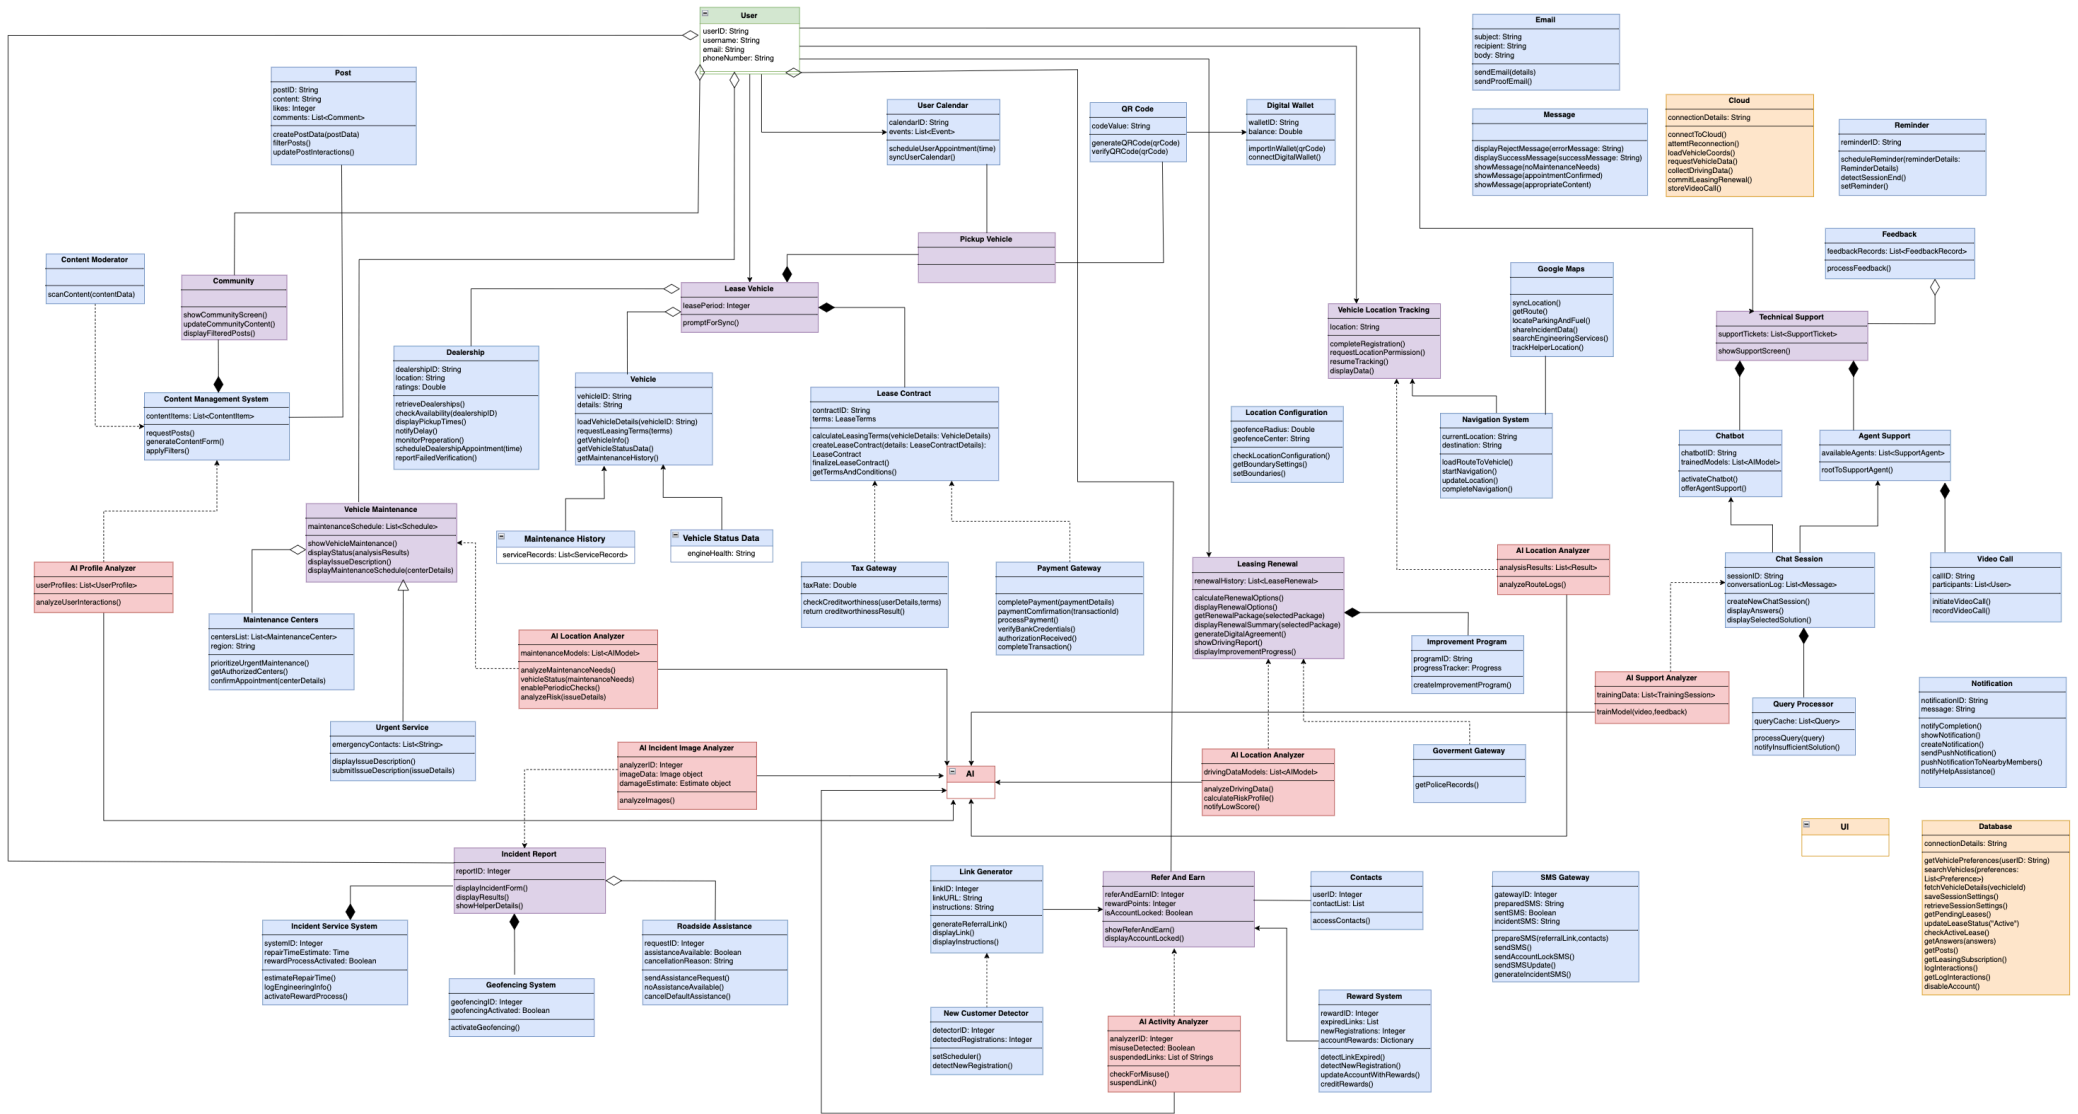 User
userID: String
username: String
email: String
phoneNumber: String
Email
subject: String
recipient: String
body: String
sendEmail(details)
sendProofEmail()
Post
postID: String
content: String
likes: Integer
comments: List<Comment>
createPostData(postData)
filterPosts()
updatePostInteractions()
User Calendar
calendarID: String
events: List<Event>
scheduleUserAppointment(time)
syncUserCalendar()
QR Code
codeValue: String
generateQRCode(qrCode)
verifyQRCode(qrCode)
Digital Wallet
walletID: String
balance: Double
importInWallet(qrCode)
connectDigitalWallet()
Message
displayRejectMessage(errorMessage: String)
displaySuccessMessage(successMessage: String)
showMessage(noMaintenanceNeeds)
showMessage(appointmentConfirmed)
showMessage(appropriateContent)
Cloud
connectionDetails: String
connectToCloud()
attemtReconnection()
loadVehicleCoords()
requestVehicleData()
collectDrivingData()
commitLeasingRenewal()
storeVideoCall()
Reminder
reminderID: String
scheduleReminder(reminderDetails:
ReminderDetails)
detectSessionEnd()
setReminder()
Content Moderator
scanContent(contentData)
Community
showCommunityScreen()
updateCommunityContent()
displayFilteredPosts()
Pickup Vehicle
Feedback
feedbackRecords: List<FeedbackRecord>
processFeedback()
Lease Vehicle
leasePeriod: Integer
promptForSync()
Google Maps
syncLocation()
getRoute()
locateParkingAndFuel()
shareIncidentData()
searchEngineeringServices()
trackHelperLocation()
Vehicle Location Tracking
location: String
completeRegistration()
requestLocationPermission()
resumeTracking()
displayData()
Technical Support
supportTickets: List<SupportTicket>
showSupportScreen()
Content Management System
contentItems: List<ContentItem>
requestPosts()
generateContentForm()
applyFilters()
Dealership
dealershipID: String
location: String
ratings: Double
retrieveDealerships()
checkAvailability(dealershipID)
displayPickupTimes()
notifyDelay()
monitorPreperation()
scheduleDealershipAppointment(time)
reportFailedVerification()
Vehicle
vehicleID: String
details: String
loadVehicleDetails(vehicleID: String)
requestLeasingTerms(terms)
getVehicleInfo()
getVehicleStatusData()
getMaintenanceHistory()
Lease Contract
contractID: String
terms: LeaseTerms
calculateLeasingTerms(vehicleDetails: VehicleDetails)
createLeaseContract(details: LeaseContractDetails):
LeaseContract
finalizeLeaseContract()
getTermsAndConditions()
Location Configuration
geofenceRadius: Double
geofenceCenter: String
checkLocationConfiguration()
getBoundarySettings()
setBoundaries()
Navigation System
currentLocation: String
destination: String
loadRouteToVehicle()
startNavigation()
updateLocation()
completeNavigation()
Chatbot
chatbotID: String
trainedModels: List<AIModel>
activateChatbot()
offerAgentSupport()
Agent Support
availableAgents: List<SupportAgent>
rootToSupportAgent()
Vehicle Maintenance
maintenanceSchedule: List<Schedule>
showVehicleMaintenance()
displayStatus(analysisResults)
displayIssueDescription()
displayMaintenanceSchedule(centerDetails)
Maintenance History
serviceRecords: List<ServiceRecord>
Vehicle Status Data
engineHealth: String
AI Profile Analyzer
userProfiles: List<UserProfile>
analyzeUserInteractions()
Tax Gateway
taxRate: Double
checkCreditworthiness(userDetails,terms)
return creditworthinessResult()
Payment Gateway
completePayment(paymentDetails)
paymentComfirmation(transactionId)
processPayment()
verifyBankCredentials()
authorizationReceived()
completeTransaction()
Leasing Renewal
renewalHistory: List<LeaseRenewal>
calculateRenewalOptions()
displayRenewalOptions()
getRenewalPackage(selectedPackage)
displayRenewalSummary(selectedPackage)
generateDigitalAgreement()
showDrivingReport()
displayImprovementProgress()
AI Location Analyzer
analysisResults: List<Result>
analyzeRouteLogs()
Chat Session
sessionID: String
conversationLog: List<Message>
createNewChatSession()
displayAnswers()
displaySelectedSolution()
Video Call
callID: String
participants: List<User>
initiateVideoCall()
recordVideoCall()
Maintenance Centers
centersList: List<MaintenanceCenter>
region: String
prioritizeUrgentMaintenance()
getAuthorizedCenters()
confirmAppointment(centerDetails)
AI Location Analyzer
maintenanceModels: List<AIModel>
analyzeMaintenanceNeeds()
vehicleStatus(maintenanceNeeds)
enablePeriodicChecks()
analyzeRisk(issueDetails)
Improvement Program
programID: String
progressTracker: Progress
createImprovementProgram()
AI Support Analyzer
trainingData: List<TrainingSession>
trainModel(video,feedback)
Query Processor
queryCache: List<Query>
processQuery(query)
notifyInsufficientSolution()
Notification
notificationID: String
message: String
notifyCompletion()
showNotification()
createNotification()
sendPushNotification()
pushNotificationToNearbyMembers()
notifyHelpAssistance()
Urgent Service
emergencyContacts: List<String>
displayIssueDescription()
submitIssueDescription(issueDetails)
AI Incident Image Analyzer
analyzerID: Integer
imageData: Image object
damageEstimate: Estimate object
analyzeImages()
AI
AI Location Analyzer
drivingDataModels: List<AIModel>
analyzeDrivingData()
calculateRiskProfile()
notifyLowScore()
Goverment Gateway
getPoliceRecords()
UI
Database
connectionDetails: String
getVehiclePreferences(userID: String)
searchVehicles(preferences:
List<Preference>)
fetchVehicleDetails(vechicleId)
saveSessionSettings()
retrieveSessionSettings()
getPendingLeases()
updateLeaseStatus("Active")
checkActiveLease()
getAnswers(answers)
getPosts()
getLeasingSubscription()
logInteractions()
getLogInteractions()
disableAccount()
Incident Report
reportID: Integer
displayIncidentForm()
displayResults()
showHelperDetails()
Link Generator
linkID: Integer
linkURL: String
instructions: String
generateReferralLink()
displayLink()
displayInstructions()
Refer And Earn
referAndEarnID: Integer
rewardPoints: Integer
isAccountLocked: Boolean
showReferAndEarn()
displayAccountLocked()
Contacts
userID: Integer
contactList: List
accessContacts()
SMS Gateway
gatewayID: Integer
preparedSMS: String
sentSMS: Boolean
incidentSMS: String
prepareSMS(referralLink,contacts)
sendSMS()
sendAccountLockSMS()
sendSMSUpdate()
generateIncidentSMS()
Incident Service System
systemID: Integer
repairTimeEstimate: Time
rewardProcessActivated: Boolean
estimateRepairTime()
logEngineeringInfo()
activateRewardProcess()
Roadside Assistance
requestID: Integer
assistanceAvailable: Boolean
cancellationReason: String
sendAssistanceRequest()
noAssistanceAvailable()
cancelDefaultAssistance()
Geofencing System
geofencingID: Integer
geofencingActivated: Boolean
activateGeofencing()
New Customer Detector
detectorID: Integer
detectedRegistrations: Integer
setScheduler()
detectNewRegistration()
AI Activity Analyzer
analyzerID: Integer
misuseDetected: Boolean
suspendedLinks: List of Strings
checkForMisuse()
suspendLink()
Reward System
rewardID: Integer
expiredLinks: List
newRegistrations: Integer
accountRewards: Dictionary
detectLinkExpired()
detectNewRegistration()
updateAccountWithRewards()
creditRewards()